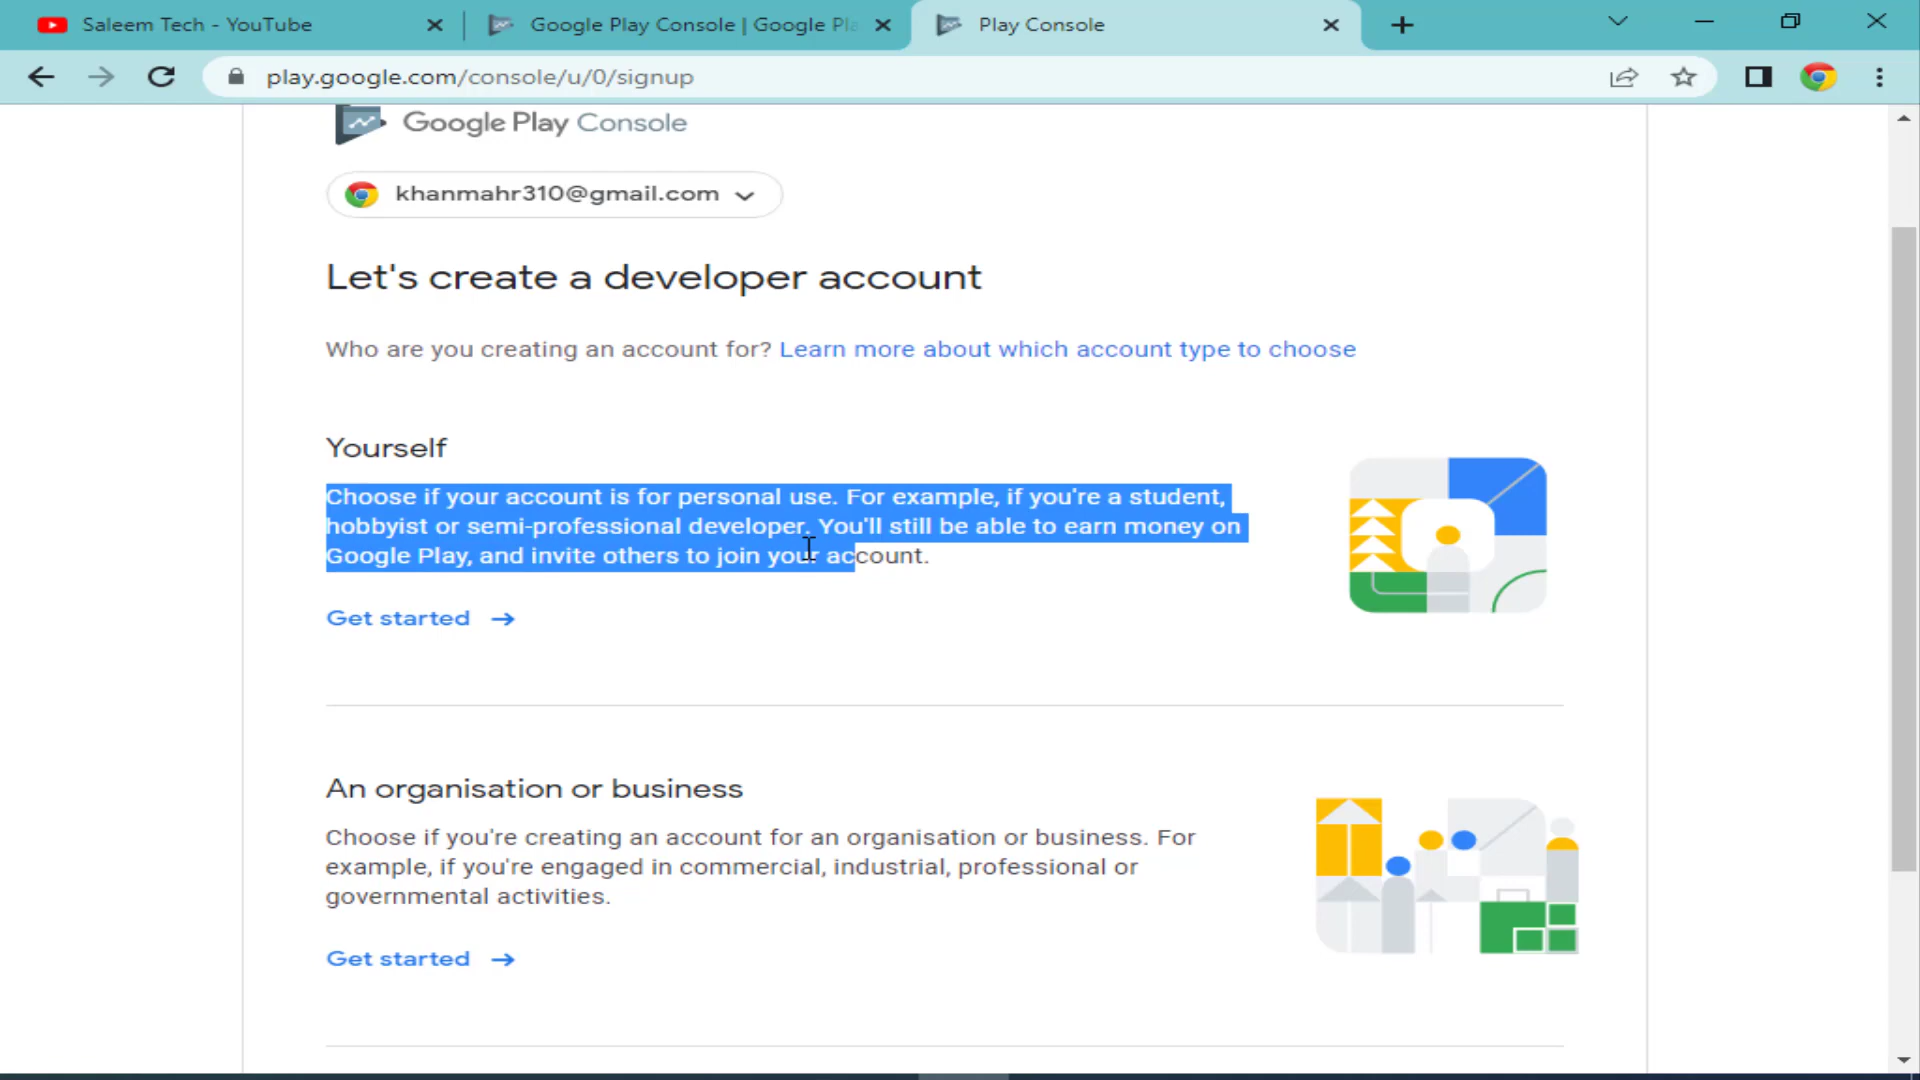 Saleem Tech - YouTube
Google Play Console | Google Pla
Play Console
play.google.com/console/u/0/signup
Google Play Console
khanmahr310@gmail.com
Let's create a developer account
Who are you creating an account for? Learn more about which account type to choose
Yourself
Choose if your account is for personal use. For example, if you're a student,
hobbyist or semi-professional developer. You'll still be able to earn money on
Google Play, and invite others to join your account.
Get started
An organisation or business
Choose if you're creating an account for an organisation or business. For
example, if you're engaged in commercial, industrial, professional or
governmental activities.
Get started